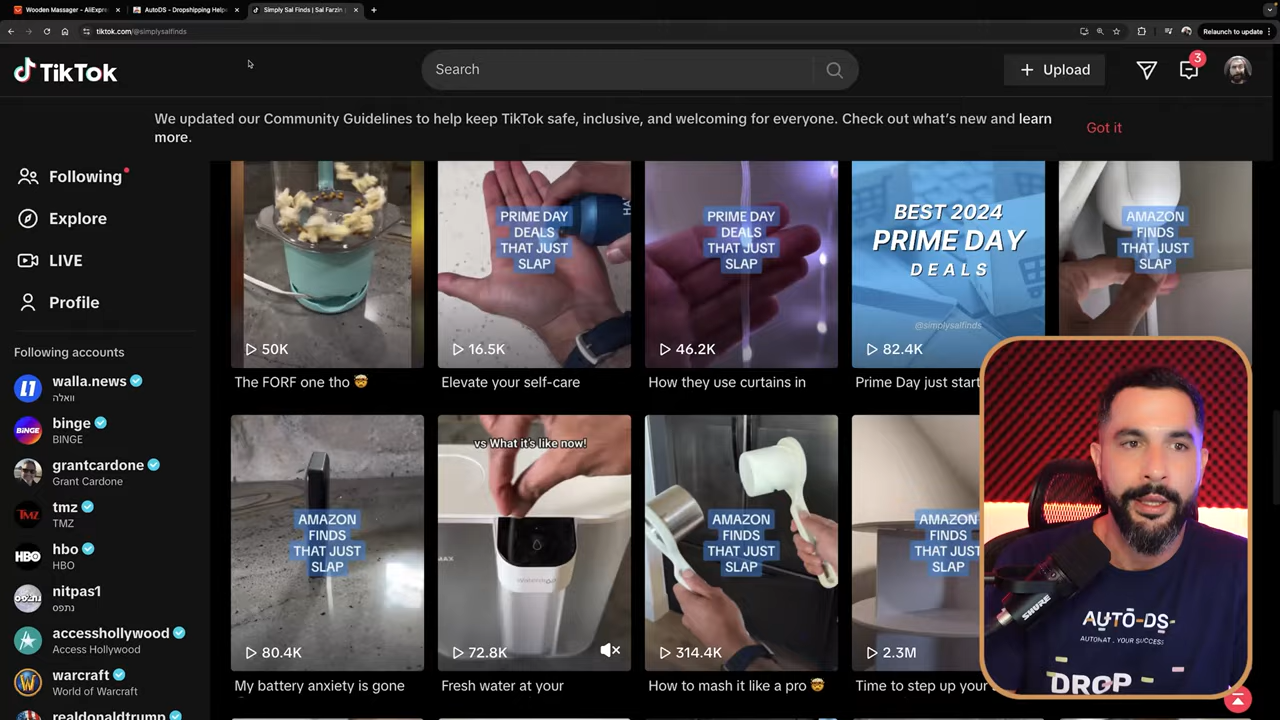 Wooden Massager - AliExpre
AutoDS - Dropshipping Helpe
Simply Sal Finds | Sal Farzin |
tiktok.com/@simplysalfinds
Relaunch to update
TikTok
Search
Upload
3
We updated our Community Guidelines to help keep TikTok safe, inclusive, and welcoming for everyone. Check out what's new and learn
more.
Got it
Following
Explore
LIVE
Profile
Following accounts
walla.news
וואלה
binge
BINGE
BINGE
grantcardone
Grant Cardone
TMZ
tmz
TMZ
HBO
hbo
HBO
nitpas1
נתפס
accesshollywood
Access Hollywood
warcraft
World of Warcraft
realdonaldtrump
50K
The FORF one tho 🤯
PRIME DAY
DEALS
THAT JUST
SLAP
16.5K
Elevate your self-care
PRIME DAY
DEALS
THAT JUST
SLAP
46.2K
How they use curtains in
BEST 2024
PRIME DAY
DEALS
@simplysalfinds
82.4K
Prime Day just start
AMAZON
FINDS
THAT JUST
SLAP
AMAZON
FINDS
THAT JUST
SLAP
80.4K
My battery anxiety is gone
vs What it's like now!
72.8K
Fresh water at your
AMAZON
FINDS
THAT JUST
SLAP
314.4K
How to mash it like a pro 🤯
AMAZON
FINDS
THAT JUST
SLAP
2.3M
Time to step up your
SHURE
AUTO-DS
AUTOMAT. YOUR SUCCESS
DROP